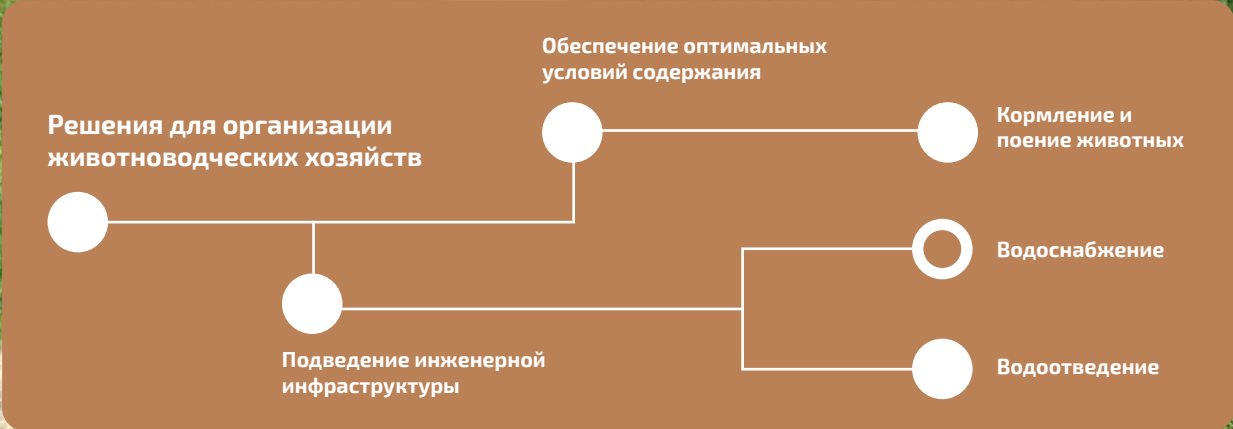 Обеспечение оптимальных
условий содержания
Решения для организации
животноводческих хозяйств
Кормление и
поение животных
Водоснабжение
Подведение инженерной
инфраструктуры
Водоотведение